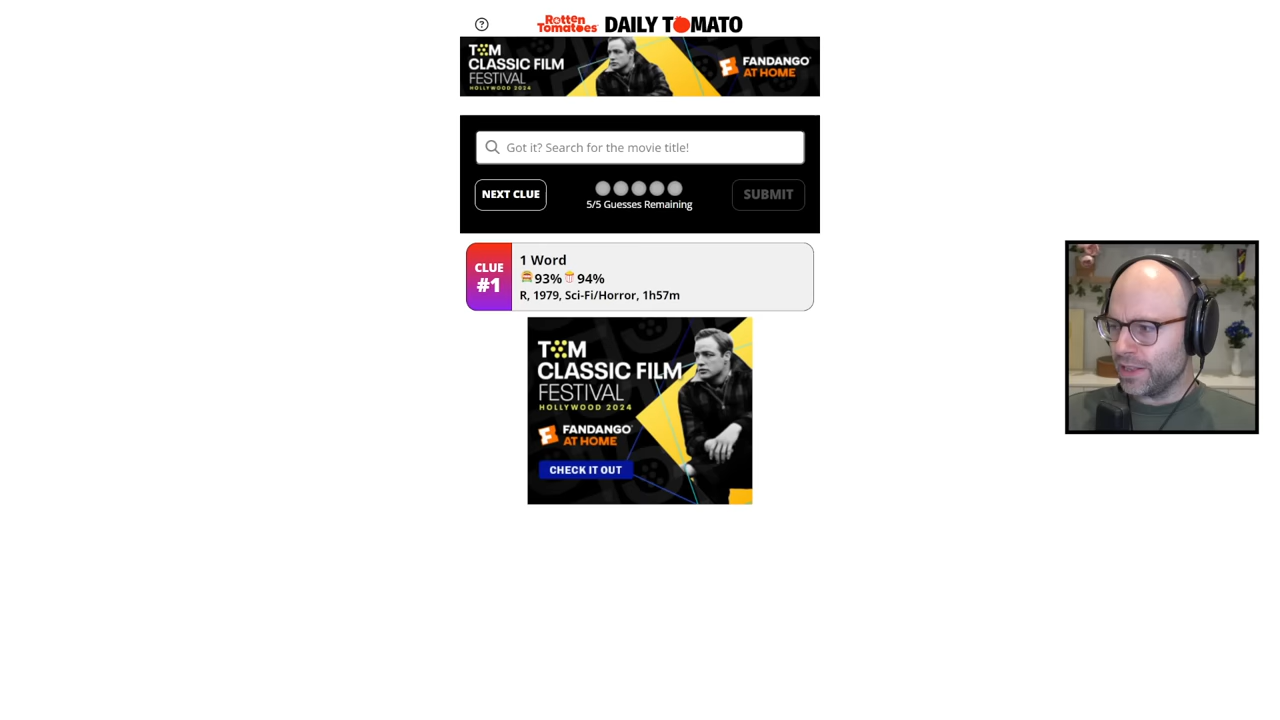 Rotten
Tomatoes
DAILY TOMATO
TCM
CLASSIC FILM
FESTIVAL
HOLLYWOOD 2024
FANDANGO
AT HOME
Got it? Search for the movie title!
NEXT CLUE
5/5 Guesses Remaining
SUBMIT
CLUE
#1
1 Word
93% 94%
R, 1979, Sci-Fi/Horror, 1h57m
TCM
CLASSIC FILM
FESTIVAL
HOLLYWOOD 2024
FANDANGO
AT HOME
CHECK IT OUT